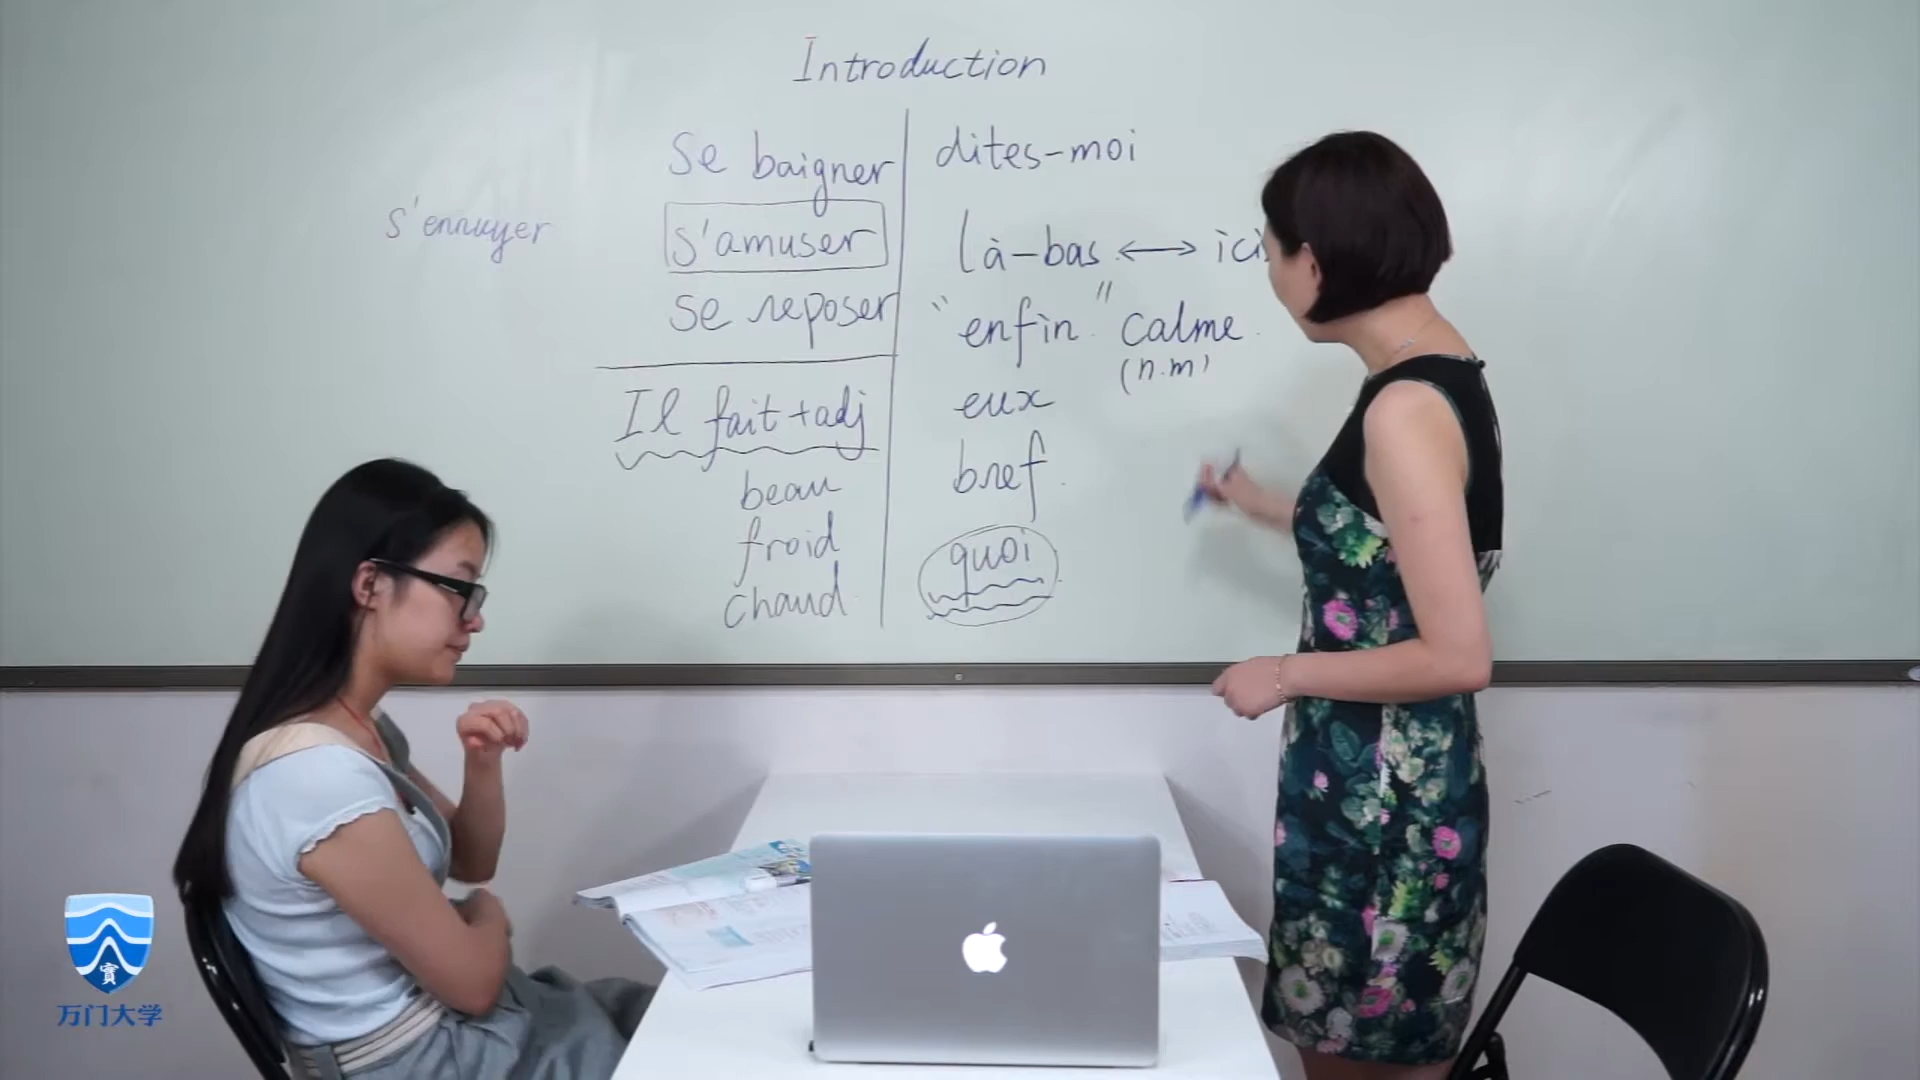 Introduction
s'ennuyer
se baigner
s'amuser
se reposer
Il fait + adj
beau
froid
chaud
dites-moi
là-bas ↔ ici
"enfin" calme
(n.m)
eux
bref
quoi
實
万门大学